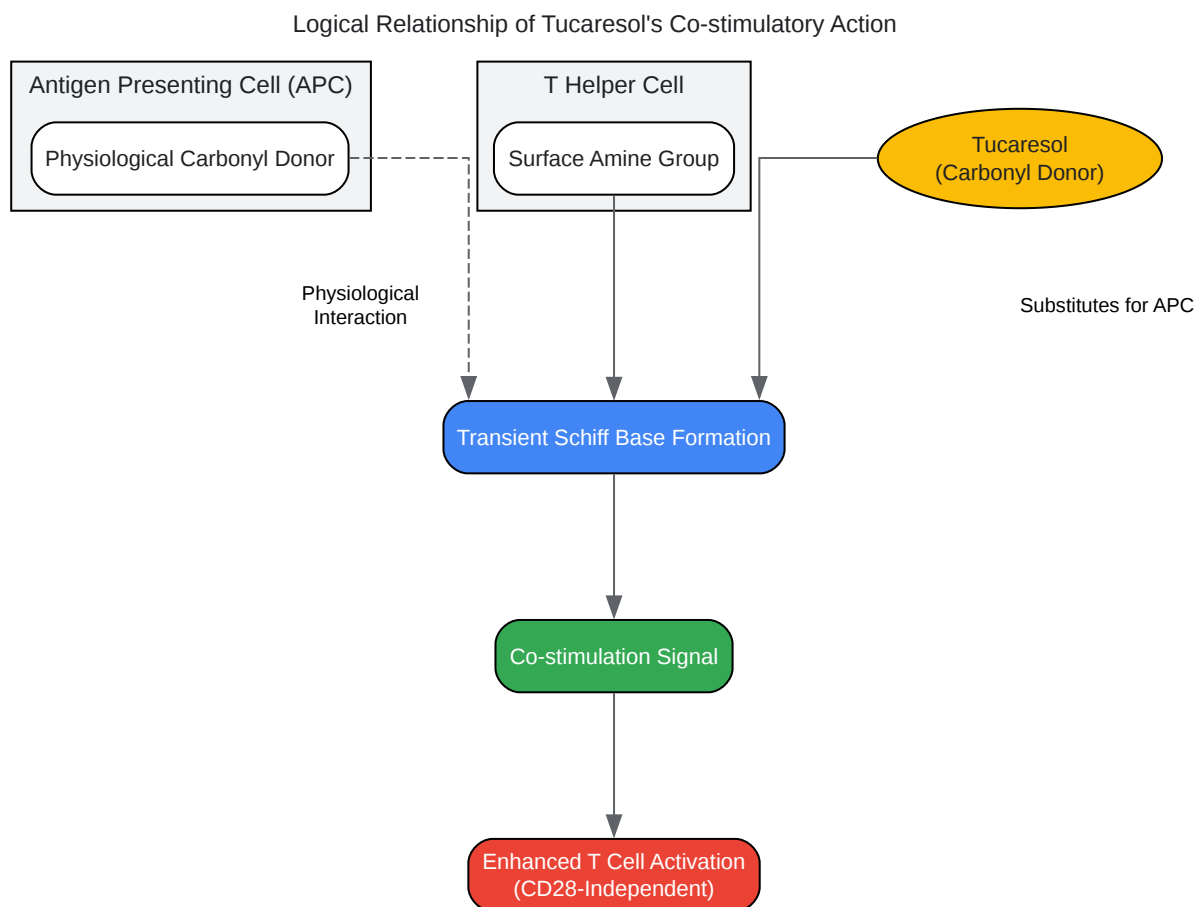 Logical Relationship of Tucaresol's Co-stimulatory Action
Antigen Presenting Cell (APC)
Physiological Carbonyl Donor
T Helper Cell
Surface Amine Group
Tucaresol
(Carbonyl Donor)
Physiological
Interaction
Substitutes for APC
Transient Schiff Base Formation
Co-stimulation Signal
Enhanced T Cell Activation
(CD28-Independent)